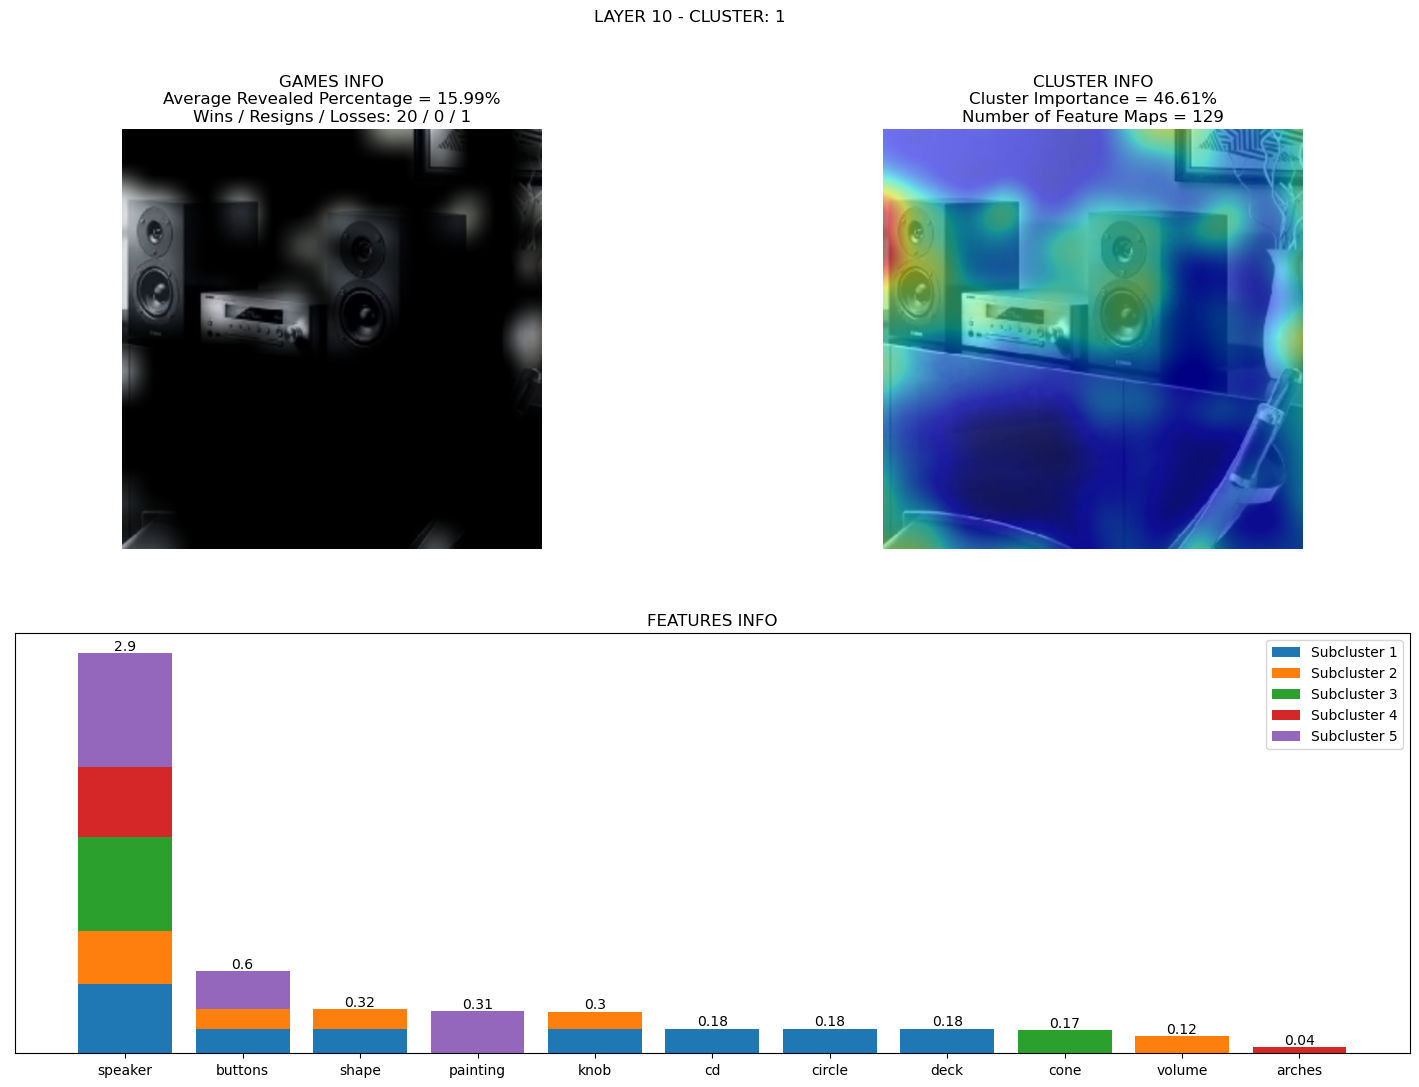 LAYER 10 - CLUSTER: 1
GAMES INFO
Average Revealed Percentage = 15.99%
Wins / Resigns / Losses: 20 / 0 / 1
CLUSTER INFO
Cluster Importance = 46.61%
Number of Feature Maps = 129
FEATURES INFO
2.9
0.6
0.32
0.31
0.3
0.18
0.18
0.18
0.17
0.12
0.04
Subcluster 1
Subcluster 2
Subcluster 3
Subcluster 4
Subcluster 5
speaker
buttons
shape
painting
knob
cd
circle
deck
cone
volume
arches